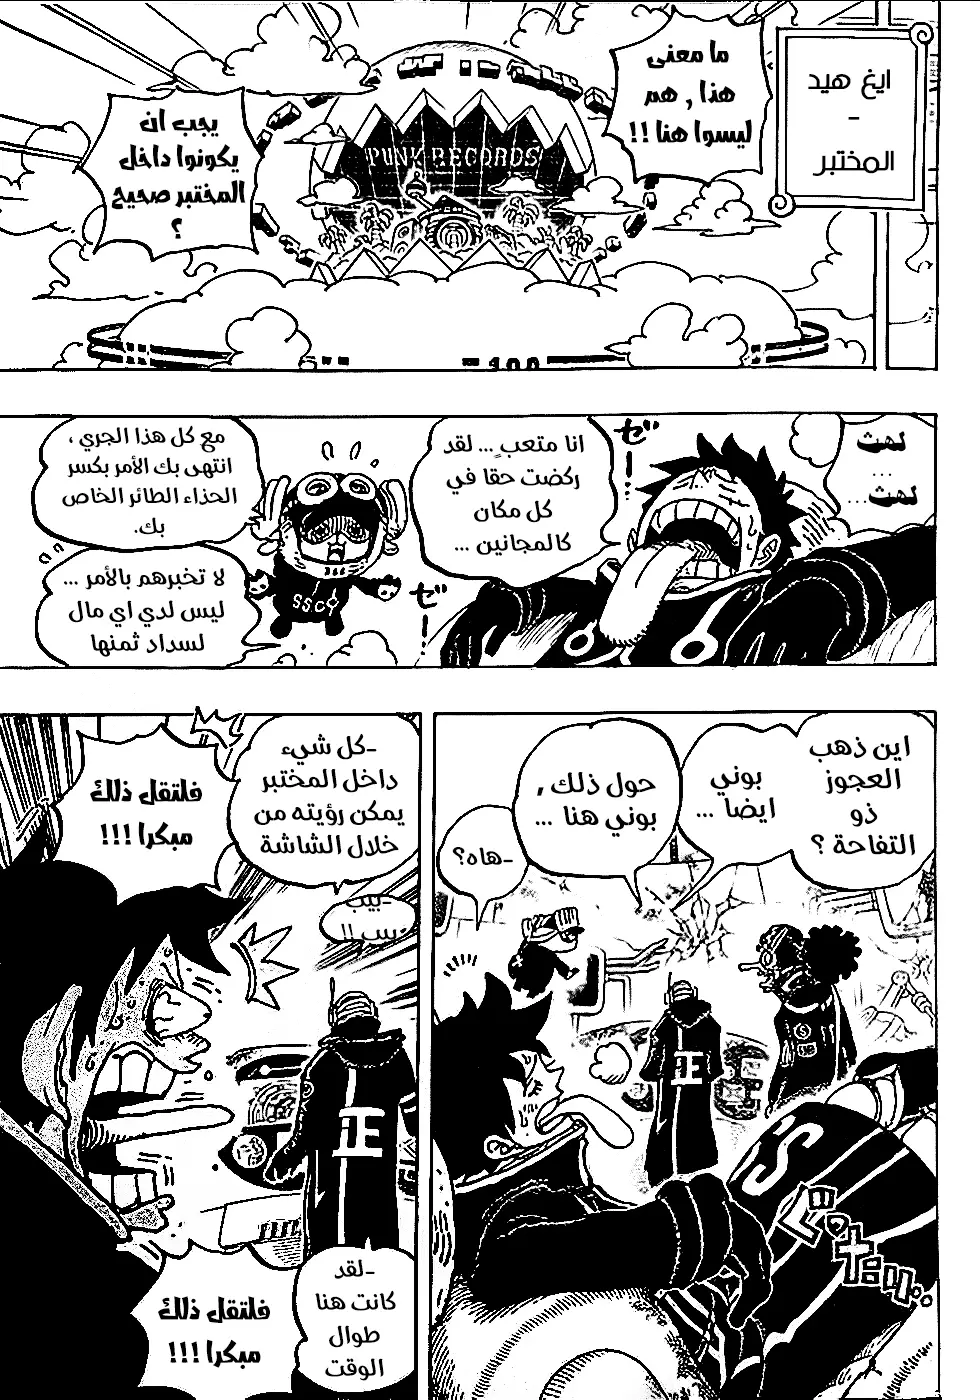 ايغ هيد
-
المختبر
ما معنى
هذا , هم
ليسوا هنا !!
يجب ان
يكونوا داخل
المختبر صحيح
؟
PUNK RECORDS
لهث
...
لهث...
انا متعب... لقد
ركضت حقا في
كل مكان
كالمجانين ...
مع كل هذا الجري ،
انتهى بك الأمر بكسر
الحذاء الطائر الخاص
بك.
لا تخبرهم بالأمر ...
ليس لدي اي مال
لسداد ثمنها
اين ذهب
العجوز
ذو
التفاحة ؟
بوني
ايضا ...
حول ذلك ,
بوني هنا ...
-هاه؟
-كل شيء
داخل المختبر
يمكن رؤيته من
خلال الشاشة
فلتقل ذلك
مبكرا !!!
-بيب
بيب !!
-لقد
كانت هنا
طوال
الوقت
فلتقل ذلك
مبكرا !!!